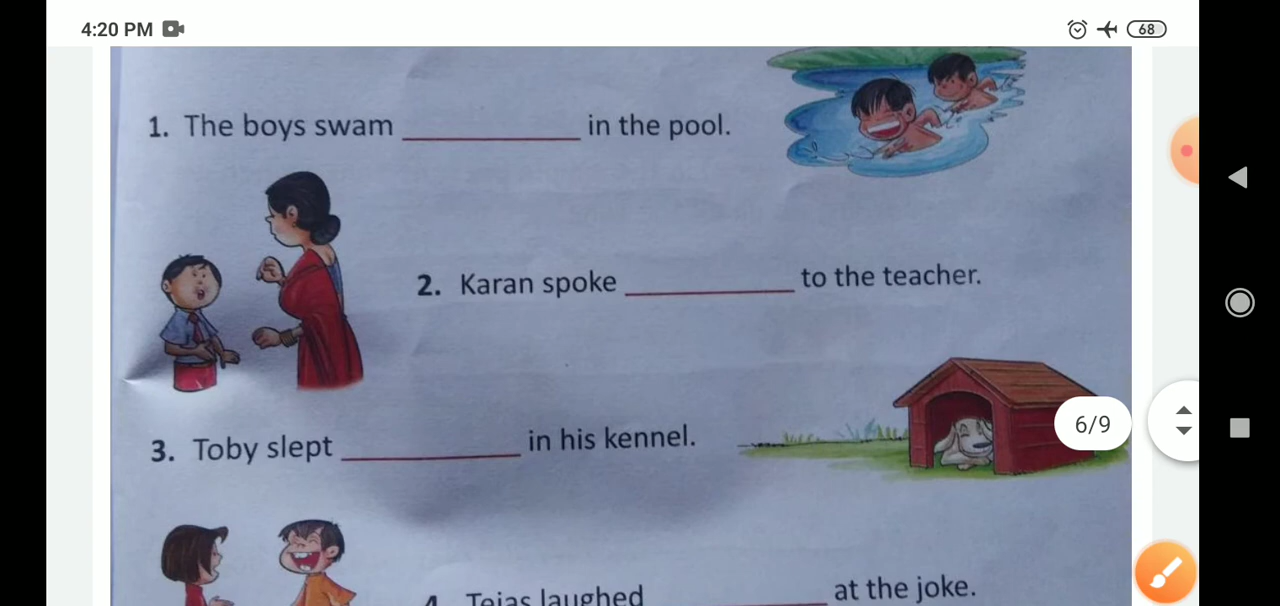 4:20 PM
68
1. The boys swam ____________ in the pool.
2. Karan spoke ____________ to the teacher.
3. Toby slept ____________ in his kennel.
6/9
4. Tejas laughed ____________ at the joke.